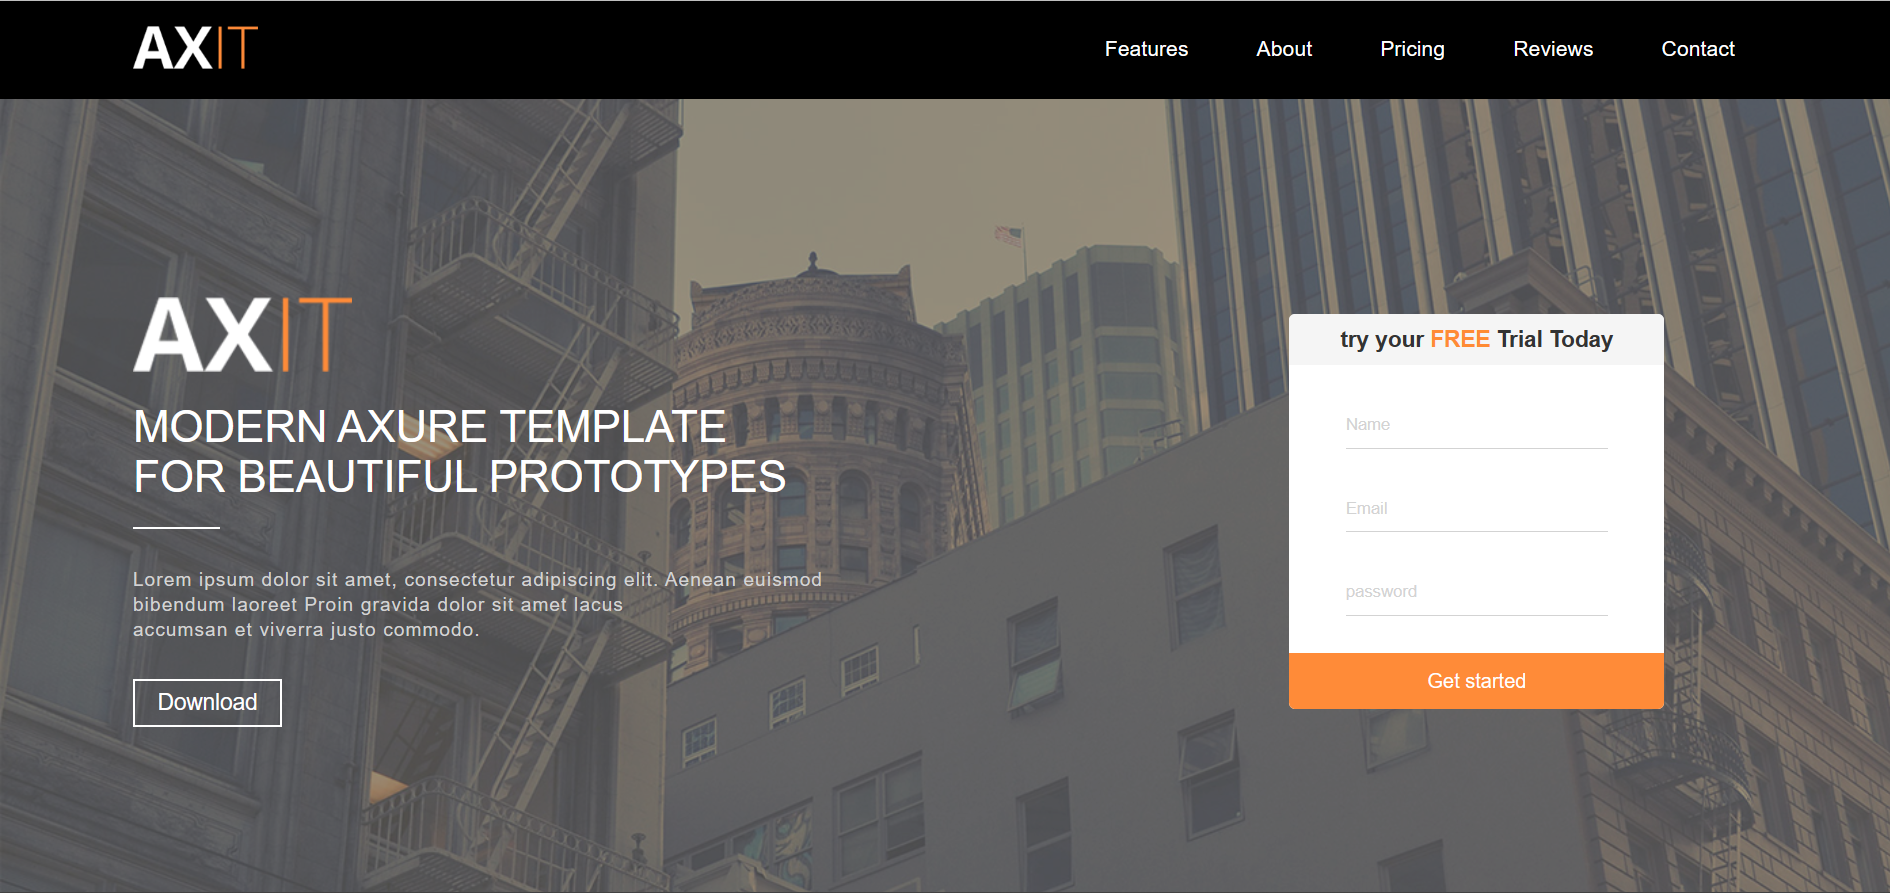 AXIT
Features About Pricing Reviews Contact
AXIT
MODERN AXURE TEMPLATE
FOR BEAUTIFUL PROTOTYPES
Lorem ipsum dolor sit amet, consectetur adipiscing elit. Aenean euismod
bibendum laoreet Proin gravida dolor sit amet lacus
accumsan et viverra justo commodo.
Download
try your FREE Trial Today
Name
Email
password
Get started